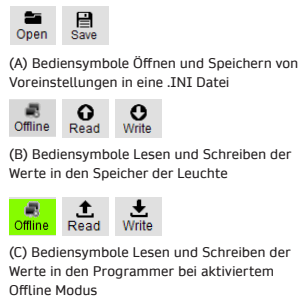 Open Save
(A) Bediensymbole Öffnen und Speichern von
Voreinstellungen in eine .INI Datei
Offline Read Write
(B) Bediensymbole Lesen und Schreiben der
Werte in den Speicher der Leuchte
Offline Read Write
(C) Bediensymbole Lesen und Schreiben der
Werte in den Programmer bei aktiviertem
Offline Modus